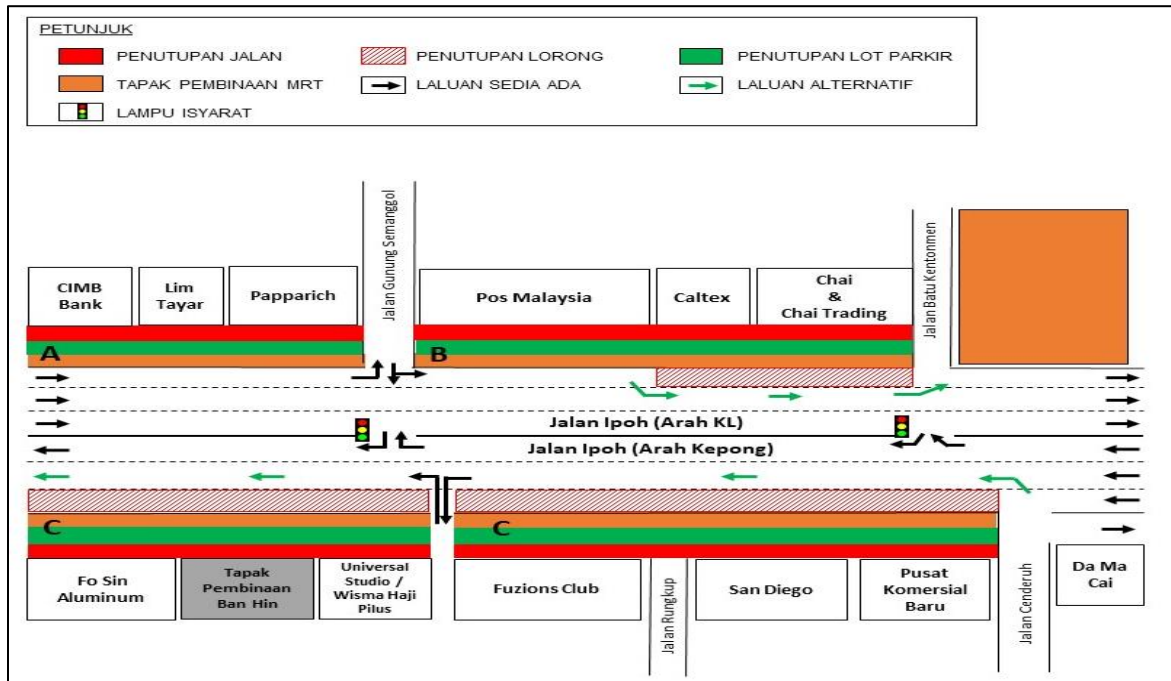 PETUNJUK
PENUTUPAN JALAN
PENUTUPAN LORONG
PENUTUPAN LOT PARKIR
TAPAK PEMBINAAN MRT
LALUAN SEDIA ADA
LALUAN ALTERNATIF
LAMPU ISYARAT
Jalan Gunung Semanggol
Jalan Batu Kentonmen
CIMB
Bank
Lim
Tayar
Papparich
Pos Malaysia
Caltex
Chai
&
Chai Trading
A
B
Jalan Ipoh (Arah KL)
Jalan Ipoh (Arah Kepong)
C
C
Fo Sin
Aluminum
Tapak
Pembinaan
Ban Hin
Universal
Studio /
Wisma Haji
Pilus
Fuzions Club
Jalan Rungkup
San Diego
Pusat
Komersial
Baru
Jalan Cenderuh
Da Ma
Cai